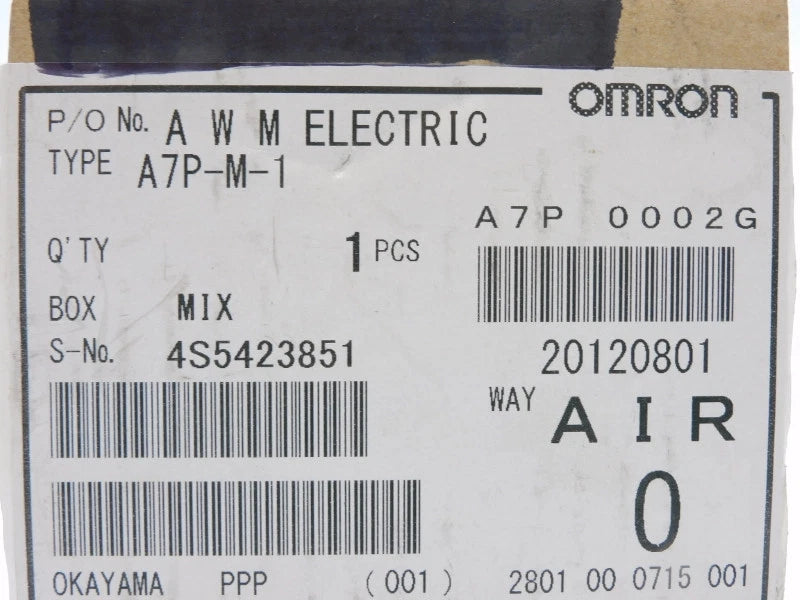 OMRON
P/O No. A W M ELECTRIC
TYPE A7P-M-1
A7P 0002G
Q'TY 1 PCS
BOX MIX
S-No. 4S5423851
20120801
WAY AIR
0
OKAYAMA PPP (001) 2801 00 0715 001